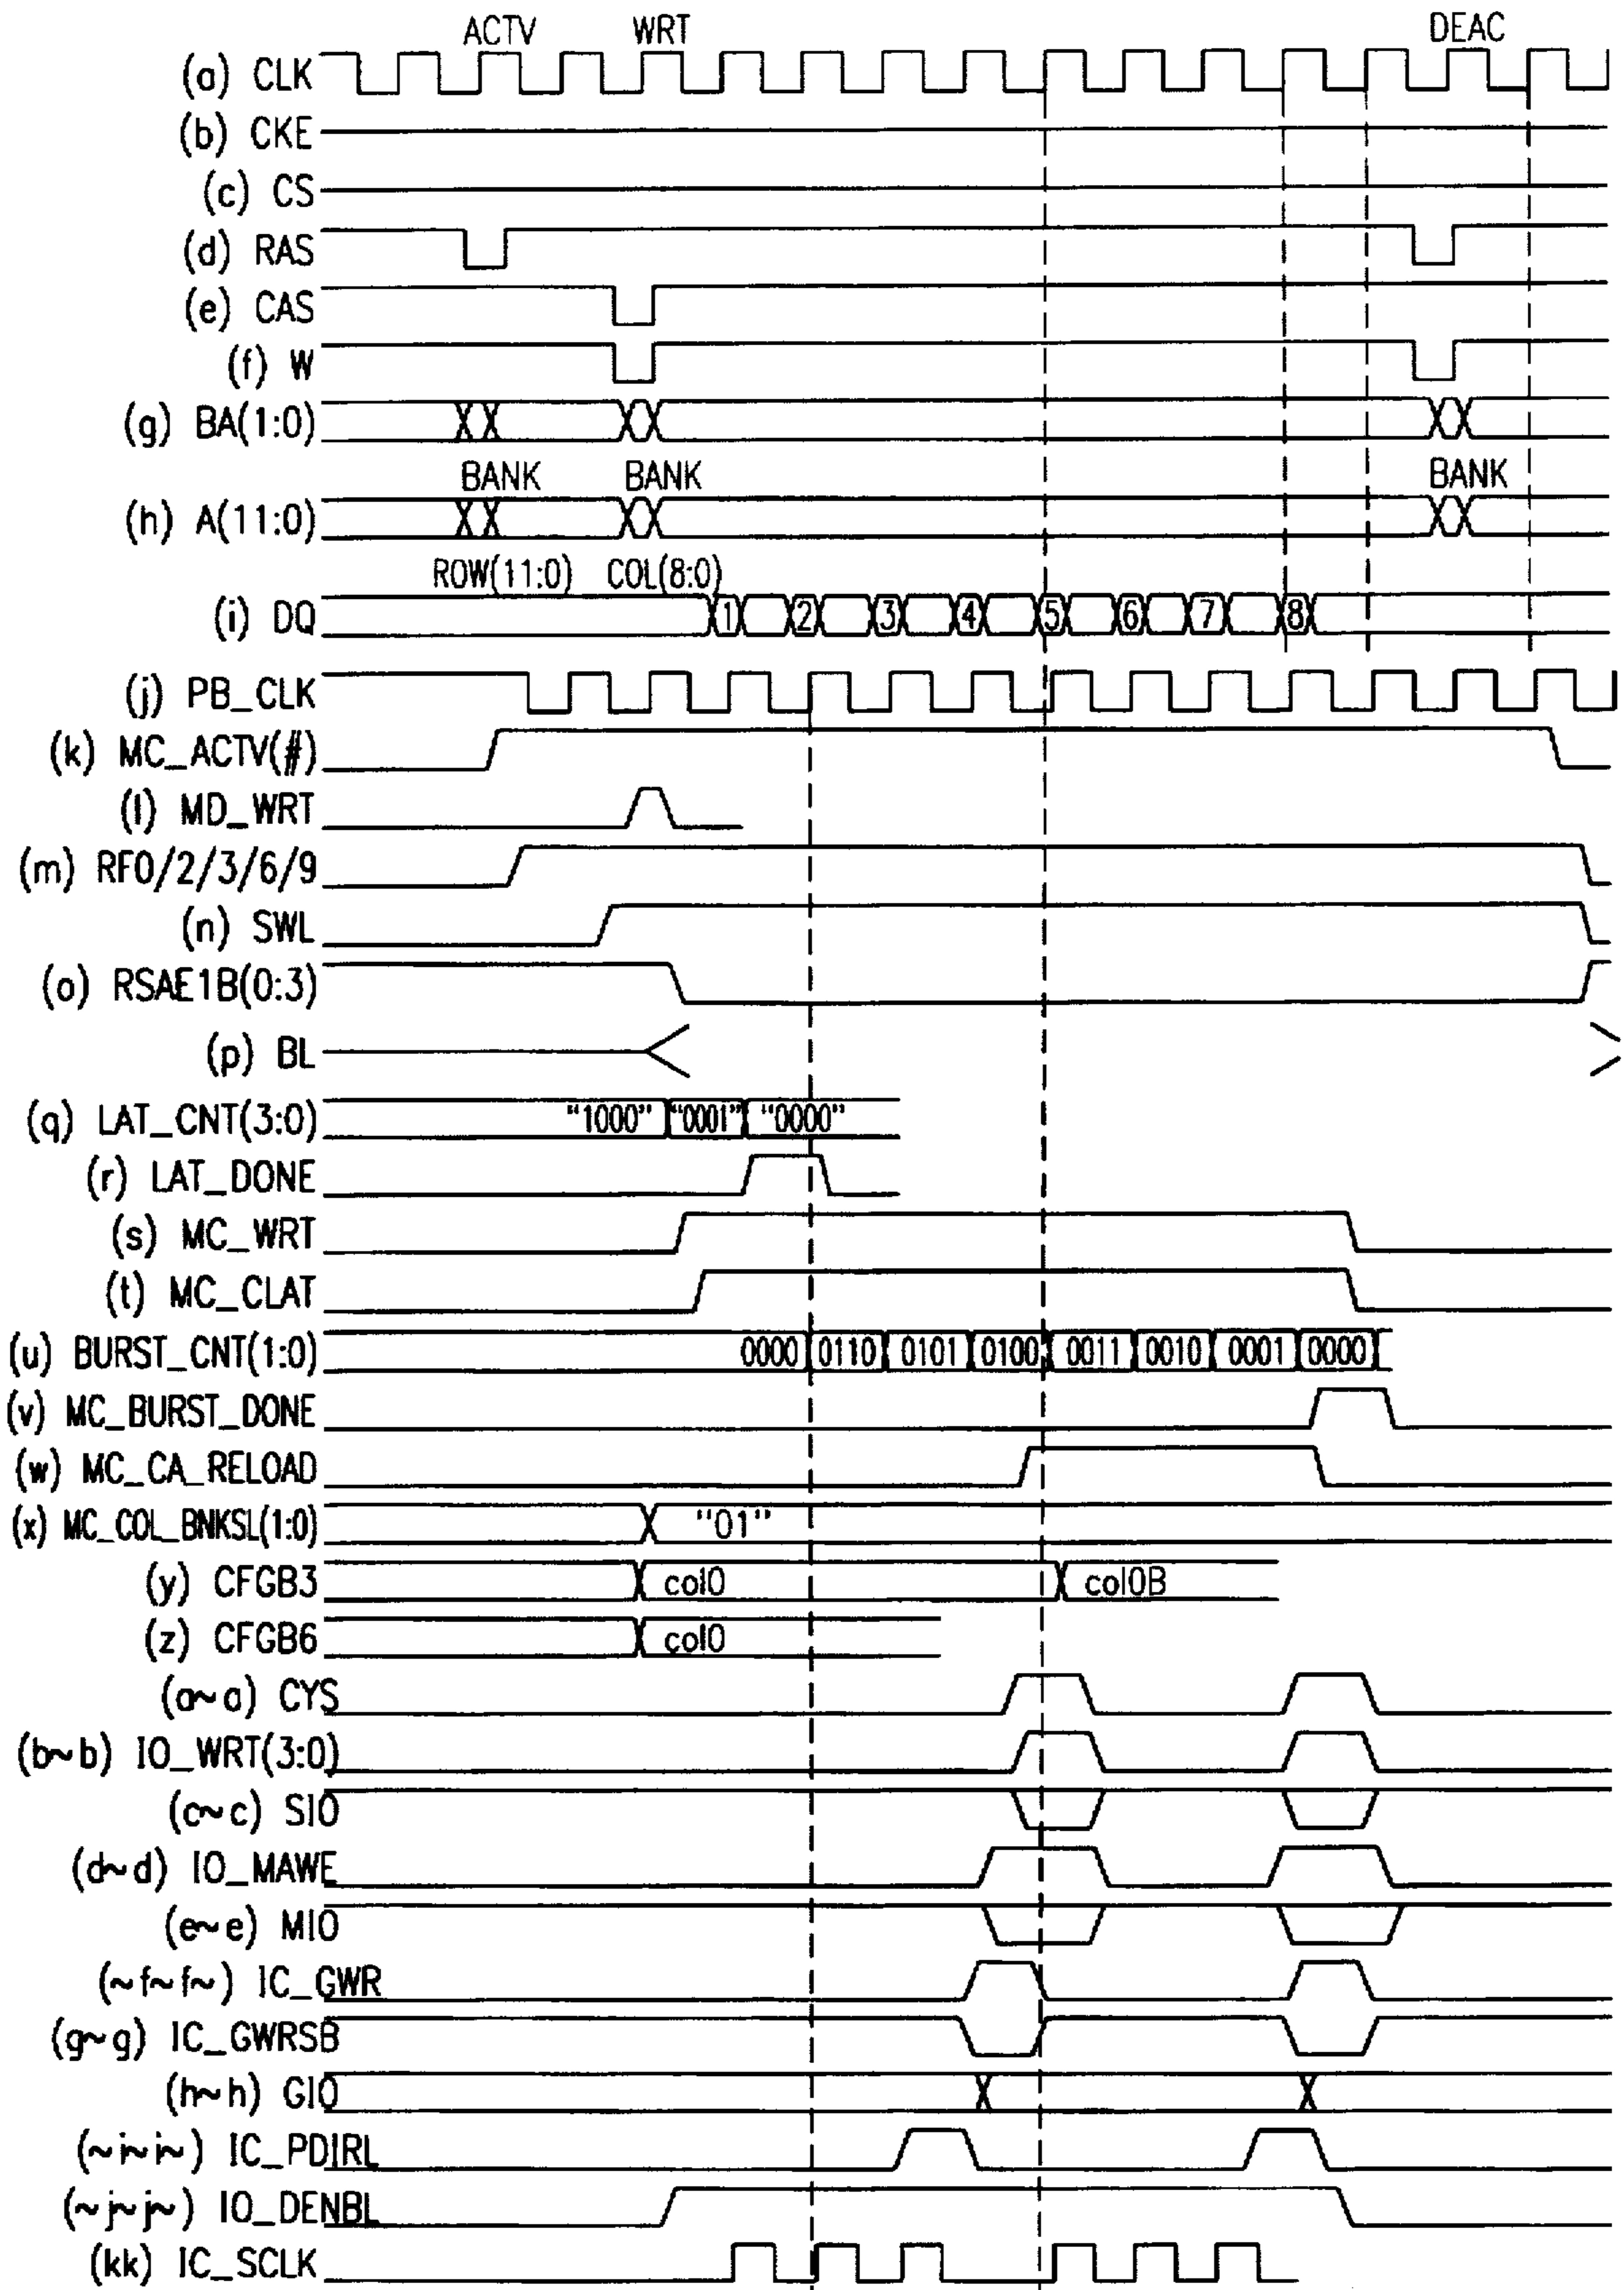 ACTV WRT DEAC
(a) CLK
(b) CKE
(c) CS
(d) RAS
(e) CAS
(f) W
(g) BA(1:0)
BANK BANK BANK
(h) A(11:0)
ROW(11:0) COL(8:0)
(i) DQ 1 2 3 4 5 6 7 8
(j) PB_CLK
(k) MC_ACTV(#)
(l) MD_WRT
(m) RF0/2/3/6/9
(n) SWL
(o) RSAE1B(0:3)
(p) BL
(q) LAT_CNT(3:0) "1000" "0001" "0000"
(r) LAT_DONE
(s) MC_WRT
(t) MC_CLAT
(u) BURST_CNT(1:0) 0000 0110 0101 0100 0011 0010 0001 0000
(v) MC_BURST_DONE
(w) MC_CA_RELOAD
(x) MC_COL_BNKSL(1:0) "01"
(y) CFGB3 col0 col0B
(z) CFGB6 col0
(a~a) CYS
(b~b) IO_WRT(3:0)
(c~c) SIO
(d~d) IO_MAWE
(e~e) MIO
(~f~f~) IC_GWR
(g~g) IC_GWRSB
(h~h) GIO
(~i~i~) IC_PDIRL
(~j~j~) IO_DENBL
(kk) IC_SCLK